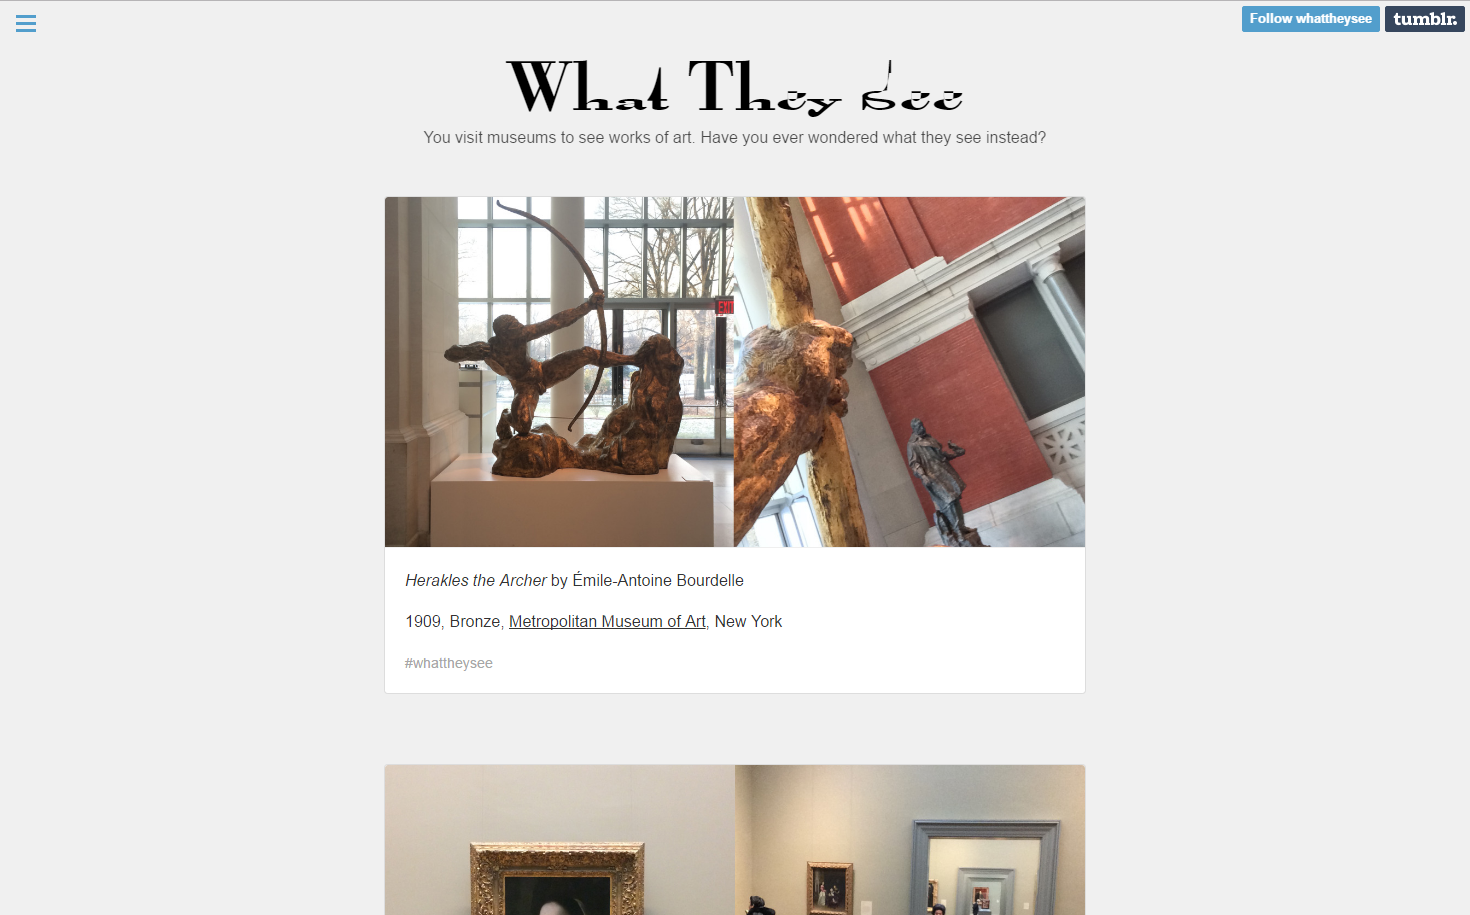 Follow whattheysee
tumblr.
What They See
You visit museums to see works of art. Have you ever wondered what they see instead?
EXIT
Herakles the Archer by Émile-Antoine Bourdelle
1909, Bronze, Metropolitan Museum of Art, New York
#whattheysee